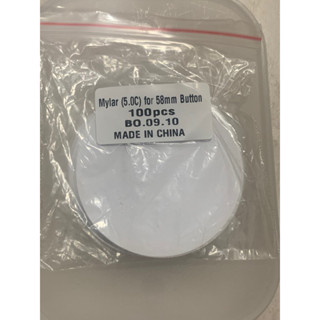 Mylar (5.0C) for 58mm Button
100pcs
BO.09.10
MADE IN CHINA